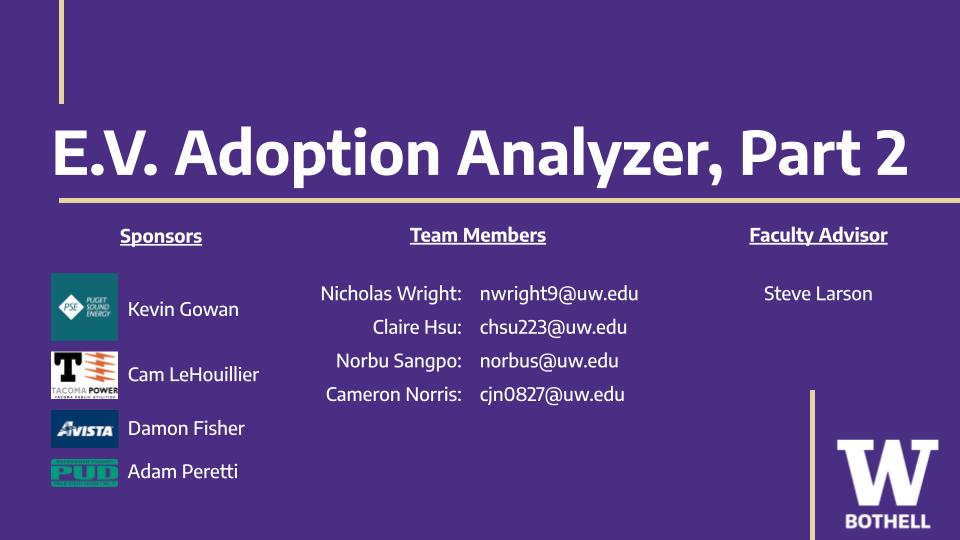 E.V. Adoption Analyzer, Part 2
Sponsors
PSE PUGET SOUND ENERGY
Kevin Gowan
T
TACOMA POWER
TACOMA PUBLIC UTILITIES
Cam LeHouillier
AVISTA
Damon Fisher
PUD
Adam Peretti
Team Members
Nicholas Wright: nwright9@uw.edu
Claire Hsu: chsu223@uw.edu
Norbu Sangpo: norbus@uw.edu
Cameron Norris: cjn0827@uw.edu
Faculty Advisor
Steve Larson
W
BOTHELL